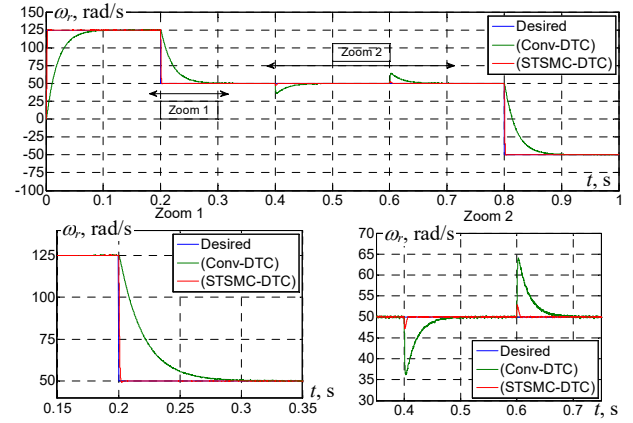 ωr, rad/s
150
125
100
75
50
25
0
-25
-50
-75
-100
0
0.1
0.2
0.3
0.4
0.5
0.6
0.7
0.8
0.9
1
t, s
Zoom 1
Zoom 2
Desired
(Conv-DTC)
(STSMC-DTC)
Zoom 1
ωr, rad/s
125
100
75
50
0.15
0.2
0.25
0.3
0.35
t, s
Desired
(Conv-DTC)
(STSMC-DTC)
Zoom 2
ωr, rad/s
70
65
60
55
50
45
40
35
30
0.4
0.5
0.6
0.7
t, s
Desired
(Conv-DTC)
(STSMC-DTC)